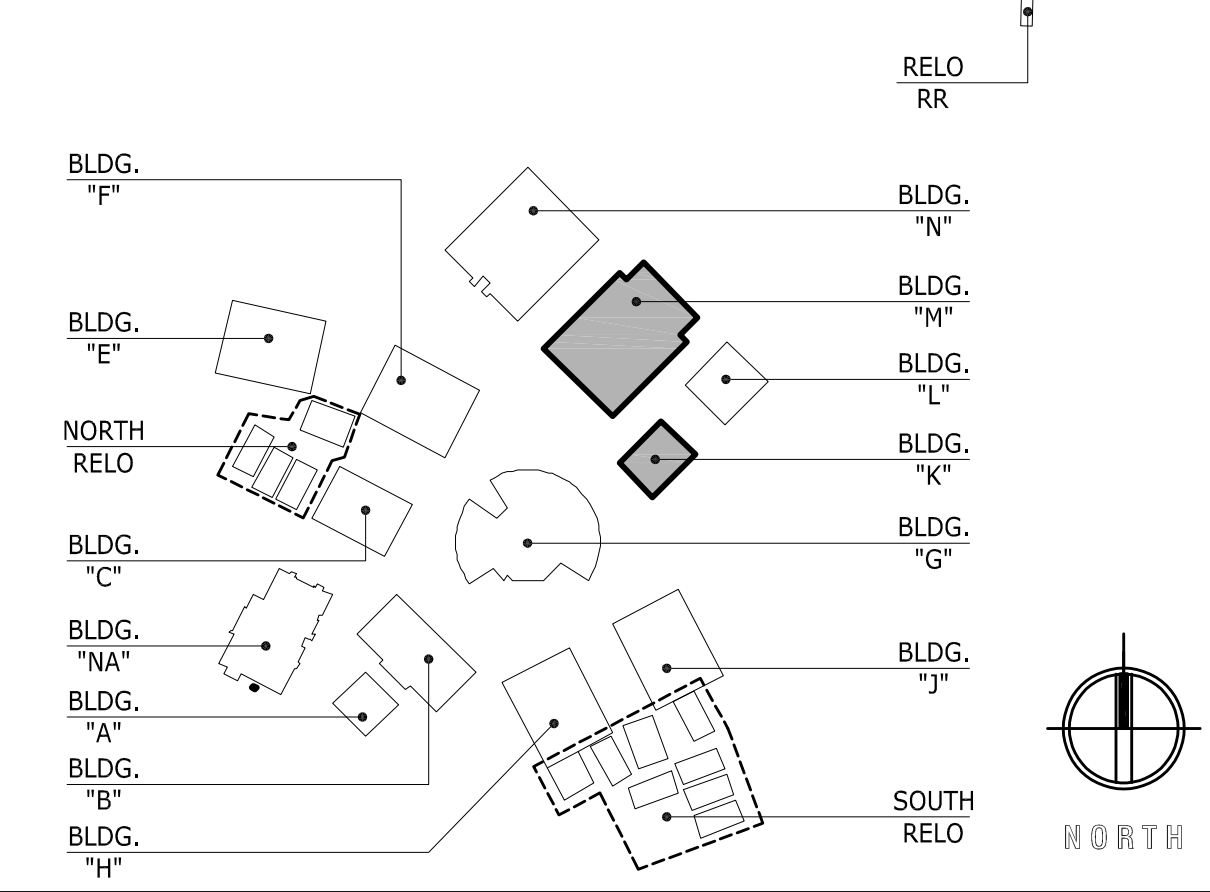 RELO
RR
BLDG.
"F"
BLDG.
"N"
BLDG.
"M"
BLDG.
"E"
BLDG.
"L"
NORTH
RELO
BLDG.
"K"
BLDG.
"G"
BLDG.
"C"
BLDG.
"NA"
BLDG.
"J"
BLDG.
"A"
BLDG.
"B"
SOUTH
RELO
BLDG.
"H"
NORTH